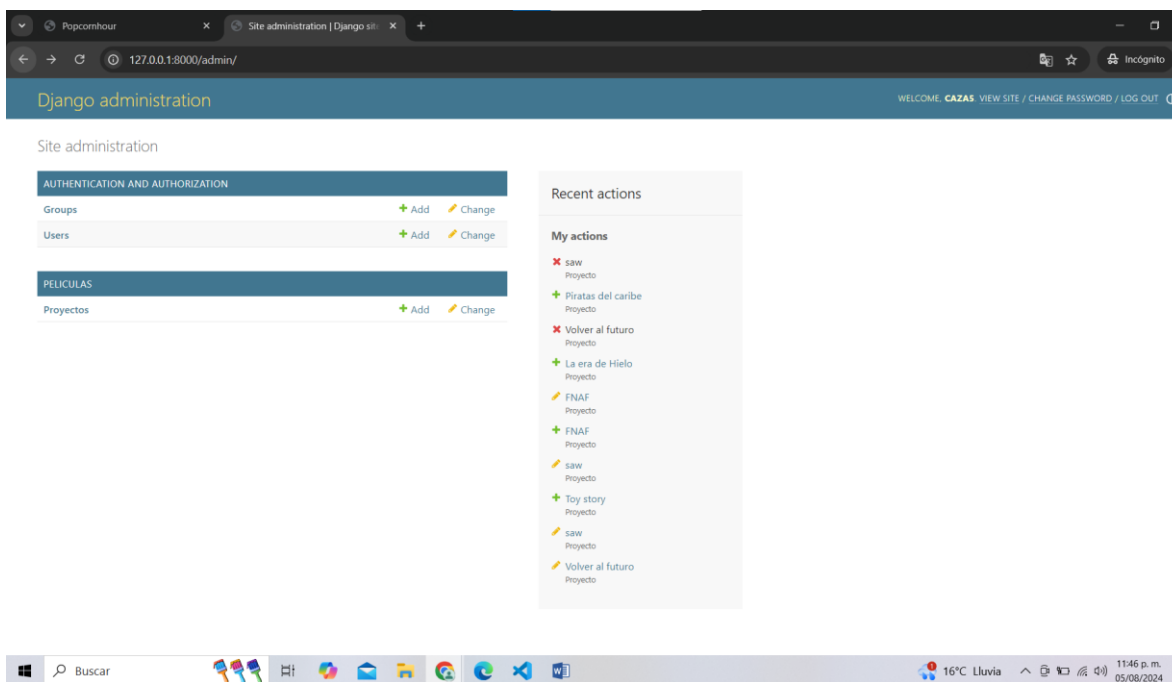 Popcornhour
Site administration | Django sit
127.0.0.1:8000/admin/
Incógnito
Django administration
WELCOME, CAZAS. VIEW SITE / CHANGE PASSWORD / LOG OUT
Site administration
AUTHENTICATION AND AUTHORIZATION
Groups Add Change
Users Add Change
PELICULAS
Proyectos Add Change
Recent actions
My actions
saw
Proyecto
Piratas del caribe
Proyecto
Volver al futuro
Proyecto
La era de Hielo
Proyecto
FNAF
Proyecto
FNAF
Proyecto
saw
Proyecto
Toy story
Proyecto
saw
Proyecto
Volver al futuro
Proyecto
Buscar
16°C Lluvia
11:46 p. m.
05/08/2024